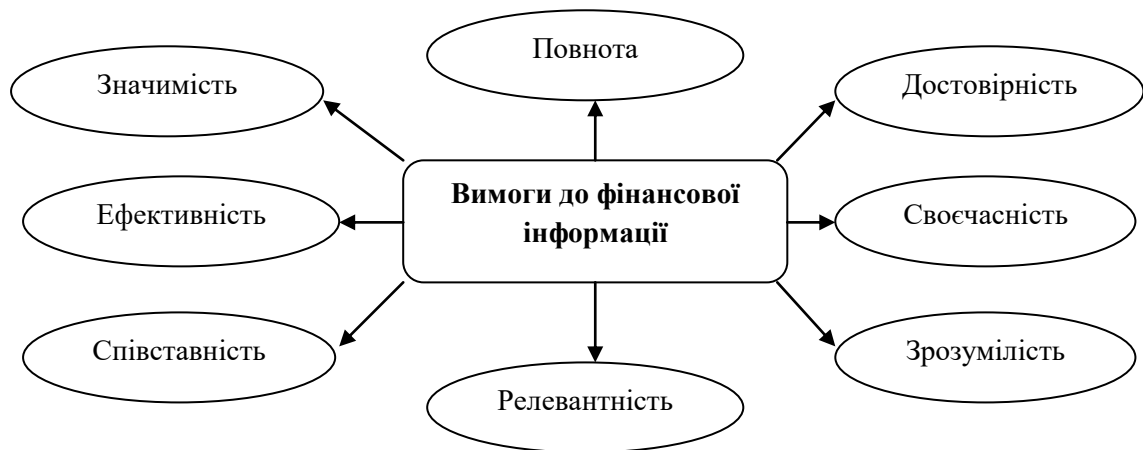 Повнота
Значимість
Достовірність
Вимоги до фінансової
інформації
Ефективність
Своєчасність
Співставність
Зрозумілість
Релевантність